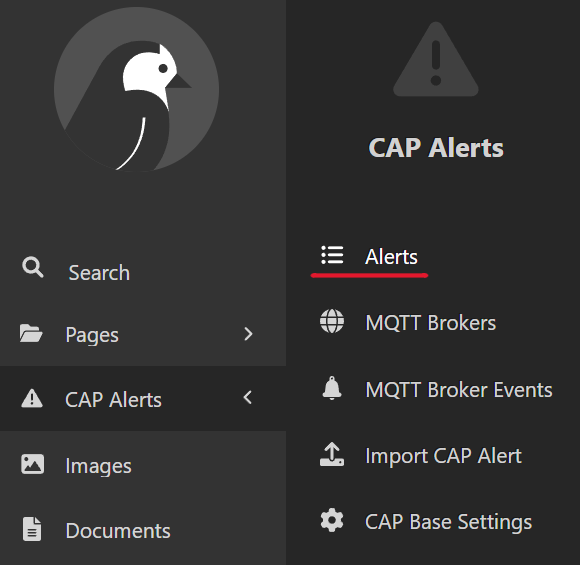 Search
Pages
CAP Alerts
Images
Documents
CAP Alerts
Alerts
MQTT Brokers
MQTT Broker Events
Import CAP Alert
CAP Base Settings